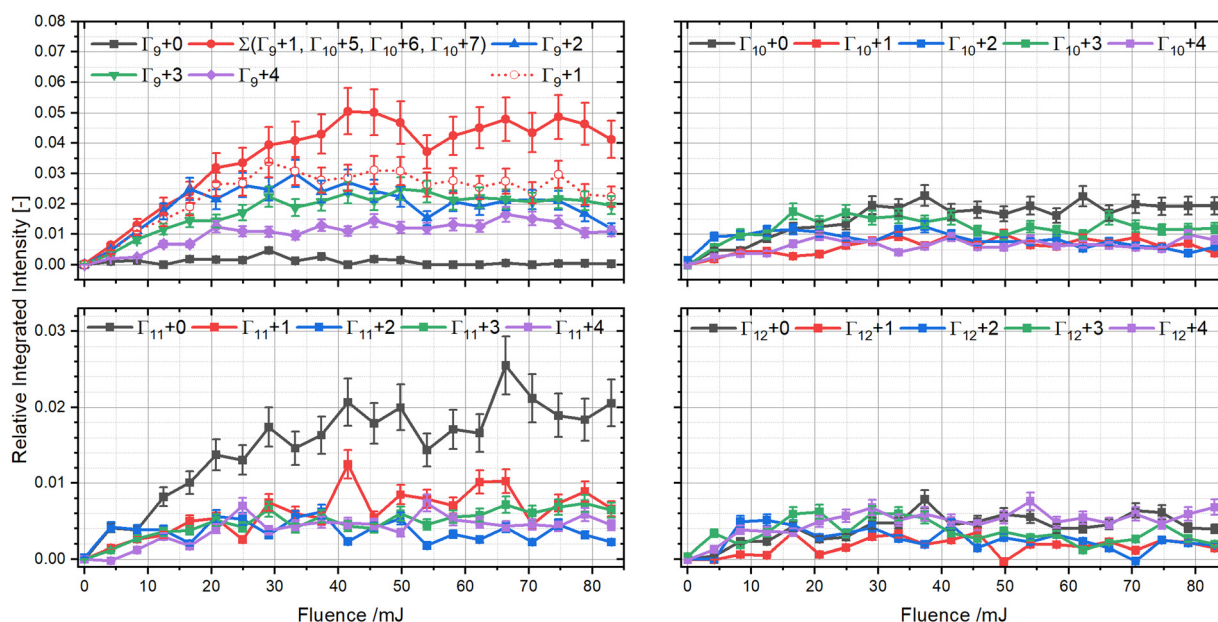 0.08
Γ₉+0 Σ(Γ₉+1, Γ₁₀+5, Γ₁₀+6, Γ₁₀+7) Γ₉+2
Γ₉+3 Γ₉+4 Γ₉+1
0.07
0.06
0.05
0.04
0.03
0.02
0.01
0.00
Γ₁₀+0 Γ₁₀+1 Γ₁₀+2 Γ₁₀+3 Γ₁₀+4
Relative Integrated Intensity [-]
Γ₁₁+0 Γ₁₁+1 Γ₁₁+2 Γ₁₁+3 Γ₁₁+4
0.03
0.02
0.01
0.00
0 10 20 30 40 50 60 70 80
Fluence /mJ
Γ₁₂+0 Γ₁₂+1 Γ₁₂+2 Γ₁₂+3 Γ₁₂+4
0 10 20 30 40 50 60 70 80
Fluence /mJ